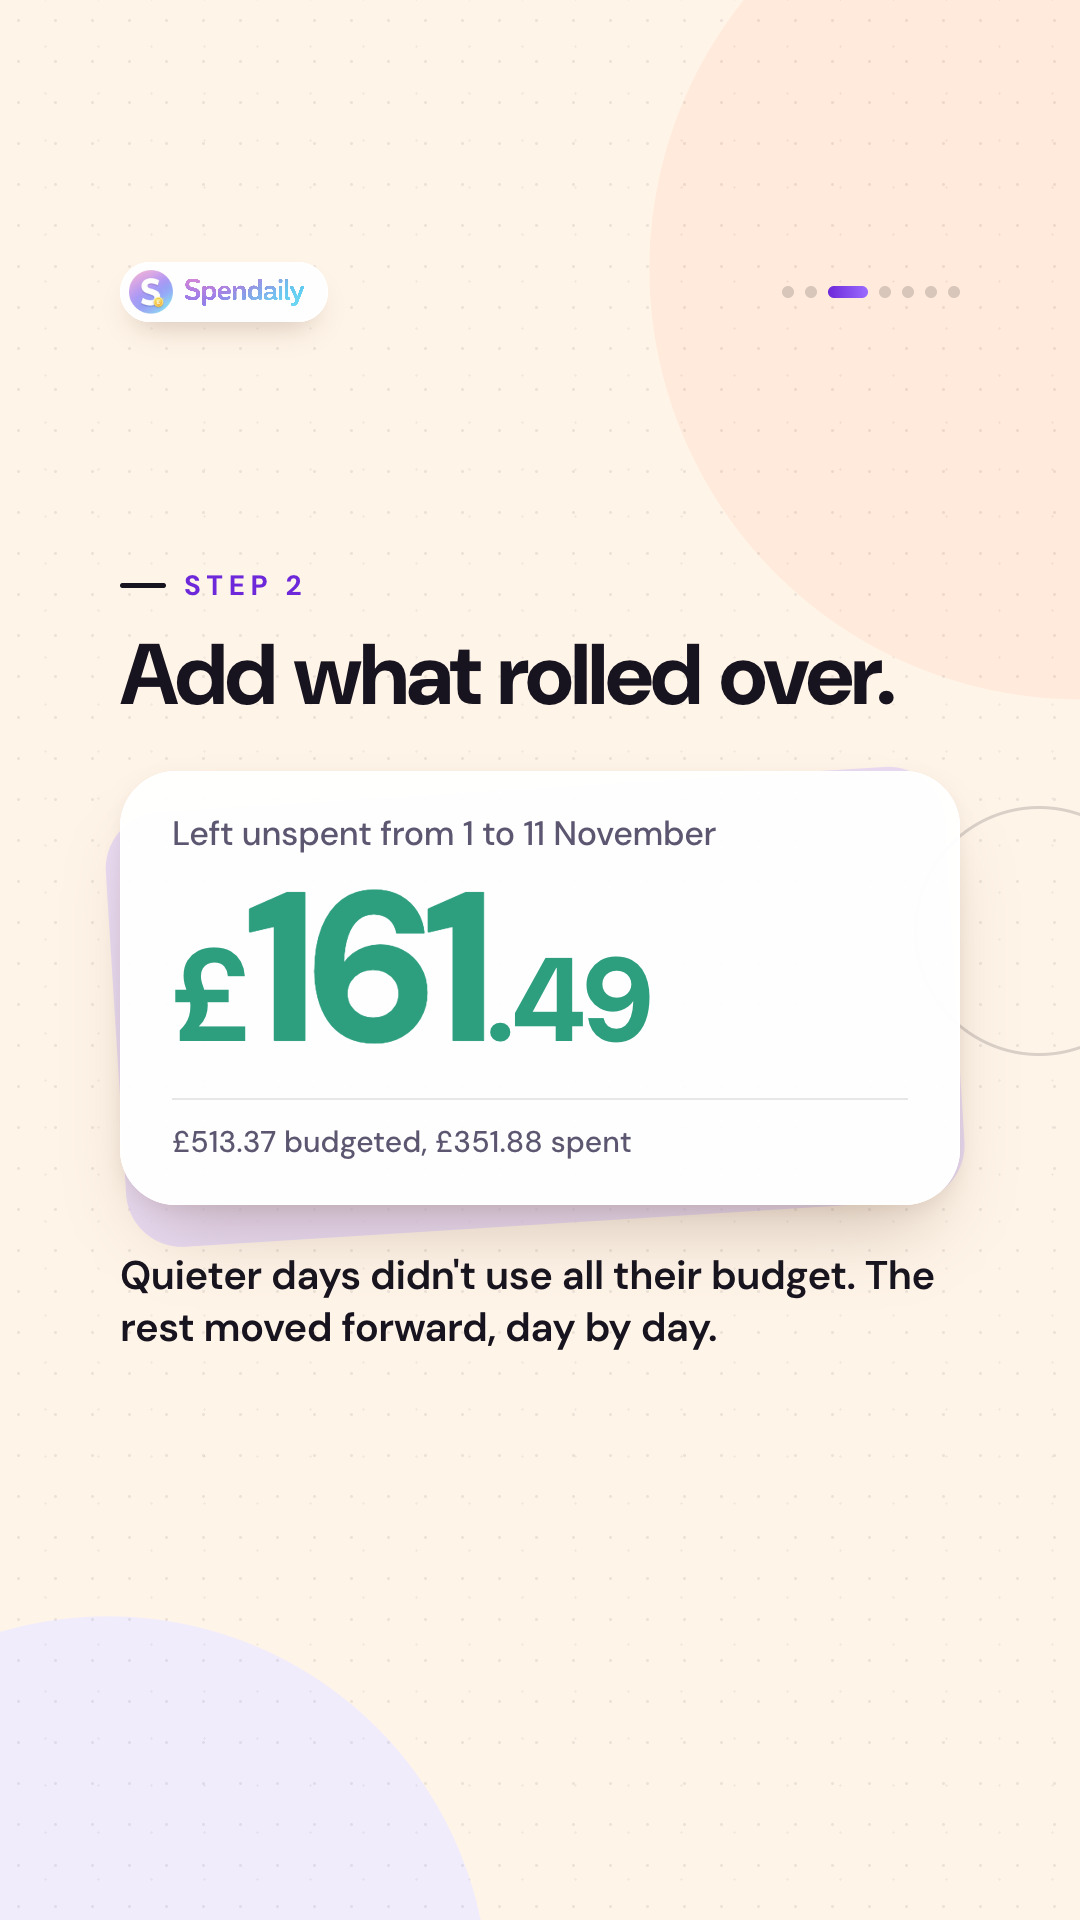 Spendaily
STEP 2
Add what rolled over.
Left unspent from 1 to 11 November
£161.49
£513.37 budgeted, £351.88 spent
Quieter days didn't use all their budget. The
rest moved forward, day by day.